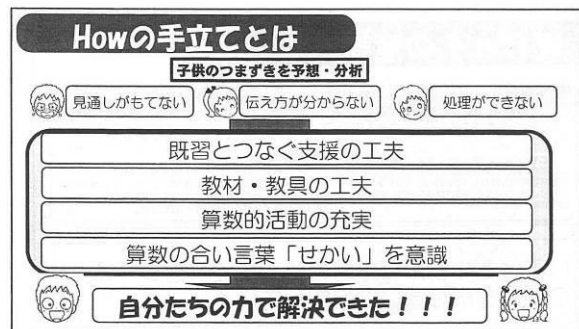 Howの手立てとは
子供のつまずきを予想・分析
見通しがもてない
伝え方が分からない
処理ができない
既習とつなぐ支援の工夫
教材・教具の工夫
算数的活動の充実
算数の合い言葉「せかい」を意識
自分たちの力で解決できた！！！